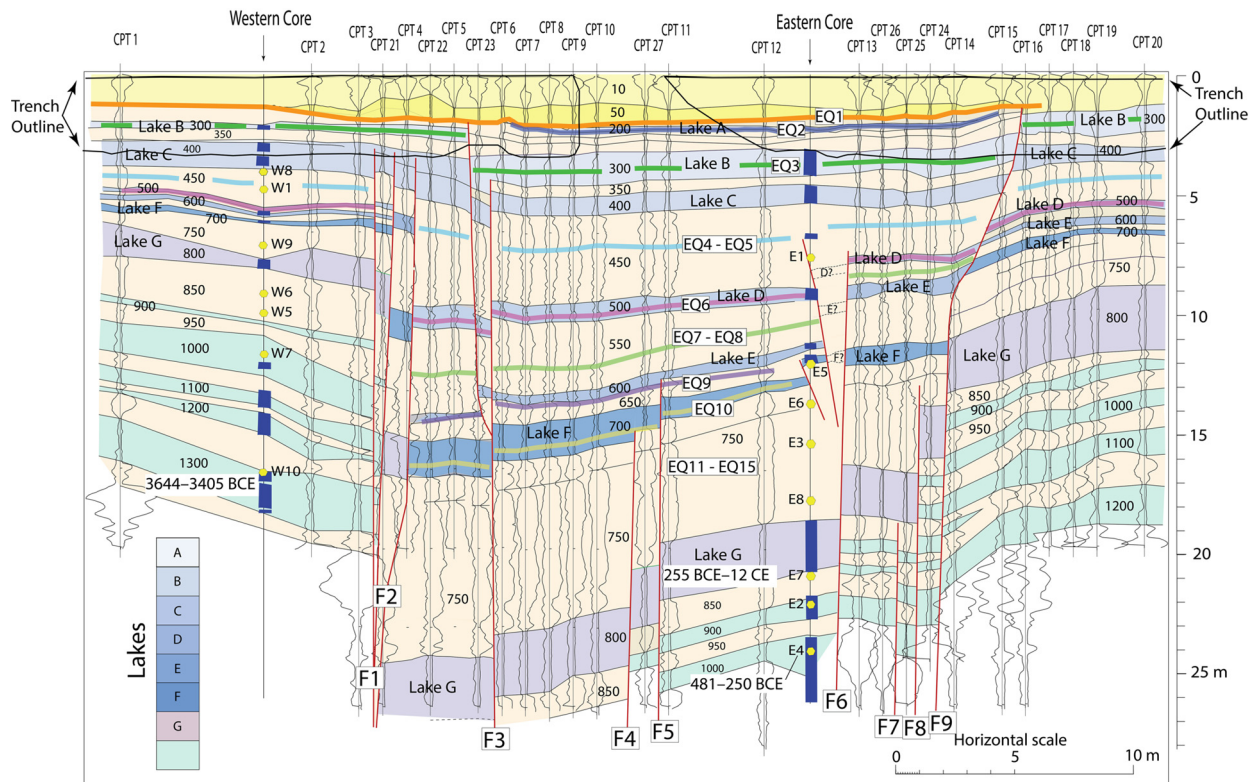 Western Core
Eastern Core
CPT 1
CPT 2
CPT 3
CPT 21
CPT 4
CPT 22
CPT 5
CPT 23
CPT 6
CPT 7
CPT 8
CPT 9
CPT 10
CPT 27
CPT 11
CPT 12
CPT 13
CPT 26
CPT 25
CPT 24
CPT 14
CPT 15
CPT 16
CPT 17
CPT 18
CPT 19
CPT 20
Trench
Outline
Trench
Outline
0
5
10
15
20
25 m
10
50
200
Lake A
EQ1
EQ2
Lake B
300
350
Lake C
400
450
W8
W1
500
600
Lake F
700
750
Lake G
800
W9
850
W6
900
W5
950
1000
W7
1100
1200
1300
W10
3644–3405 BCE
Lake B
300
EQ3
350
400
Lake C
EQ4 - EQ5
450
E1
D?
Lake D
500
EQ6
E?
EQ7 - EQ8
550
Lake E
F?
E5
600
EQ9
650
EQ10
E6
Lake F
700
750
E3
EQ11 - EQ15
E8
750
750
Lake G
255 BCE–12 CE
E7
850
E2
800
900
950
E4
1000
850
Lake G
481–250 BCE
Lake B
300
Lake C
400
Lake D
500
Lake E
600
Lake F
700
750
Lake D
Lake E
Lake F
800
Lake G
850
900
950
1000
1100
1200
F1
F2
F3
F4
F5
F6
F7
F8
F9
Lakes
A
B
C
D
E
F
G
Horizontal scale
0
5
10 m